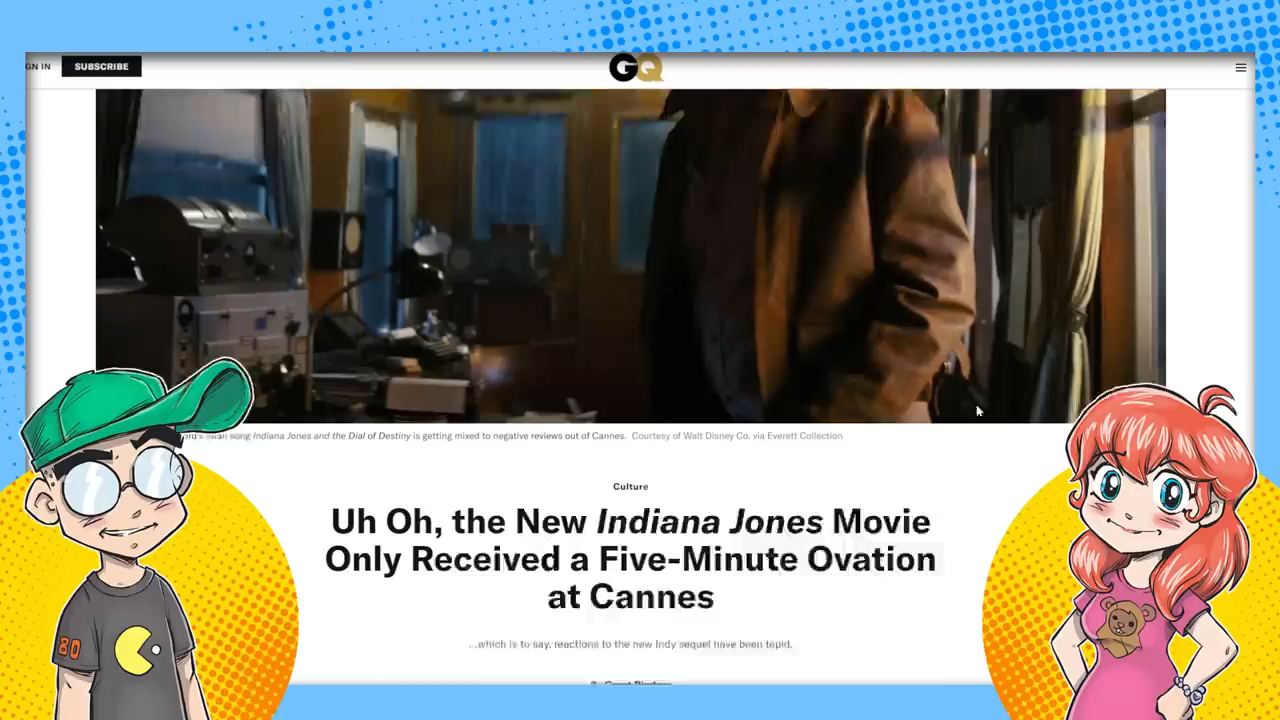 GN IN
SUBSCRIBE
GQ
song Indiana Jones and the Dial of Destiny is getting mixed to negative reviews out of Cannes. Courtesy of Walt Disney Co. via Everett Collection
Culture
Uh Oh, the New Indiana Jones Movie
Only Received a Five-Minute Ovation
at Cannes
...which is to say, reactions to the new Indy sequel have been tepid.
80